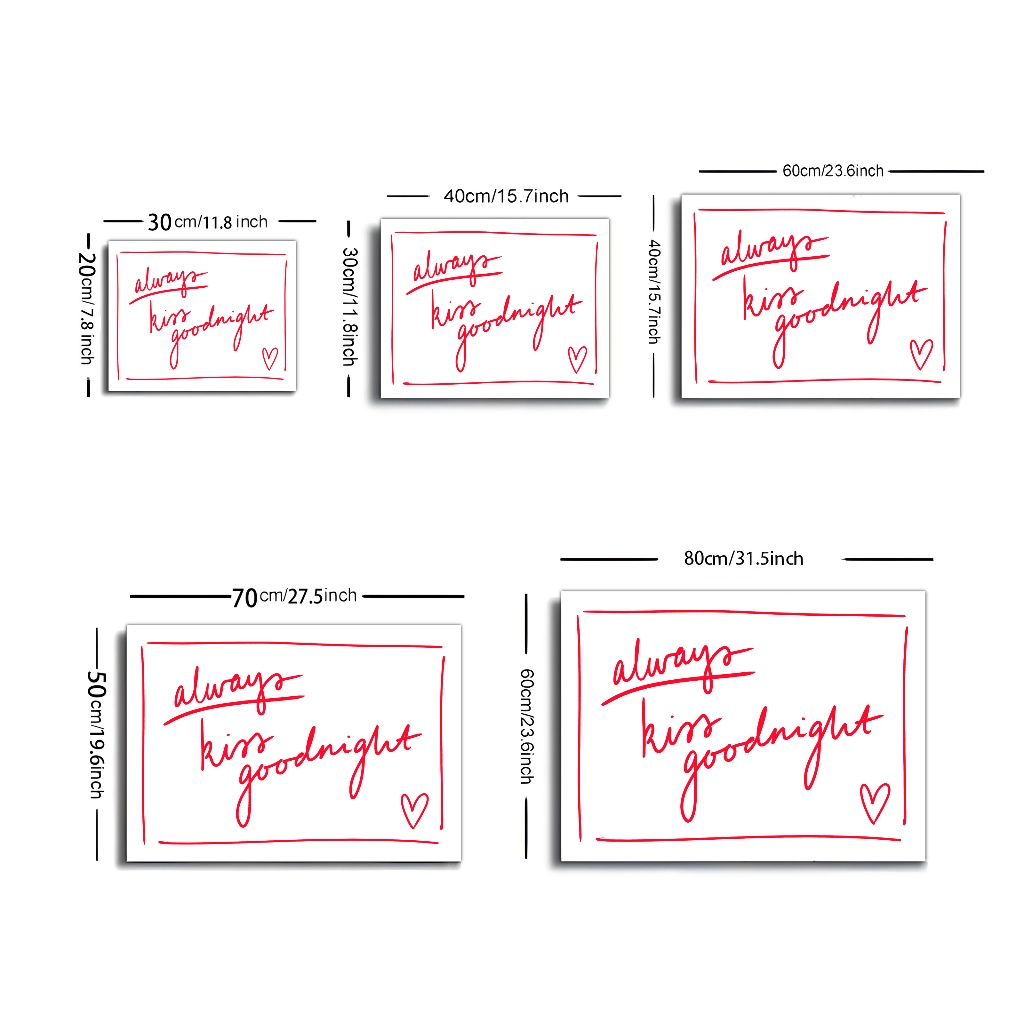 60cm/23.6inch
40cm/15.7inch
30cm/11.8 inch
20cm/7.8inch
always
kiss
goodnight
30cm/11.8inch
always
kiss
goodnight
40cm/15.7inch
always
kiss
goodnight
80cm/31.5inch
70cm/27.5inch
50cm/19.6inch
always
kiss
goodnight
60cm/23.6inch
always
kiss
goodnight